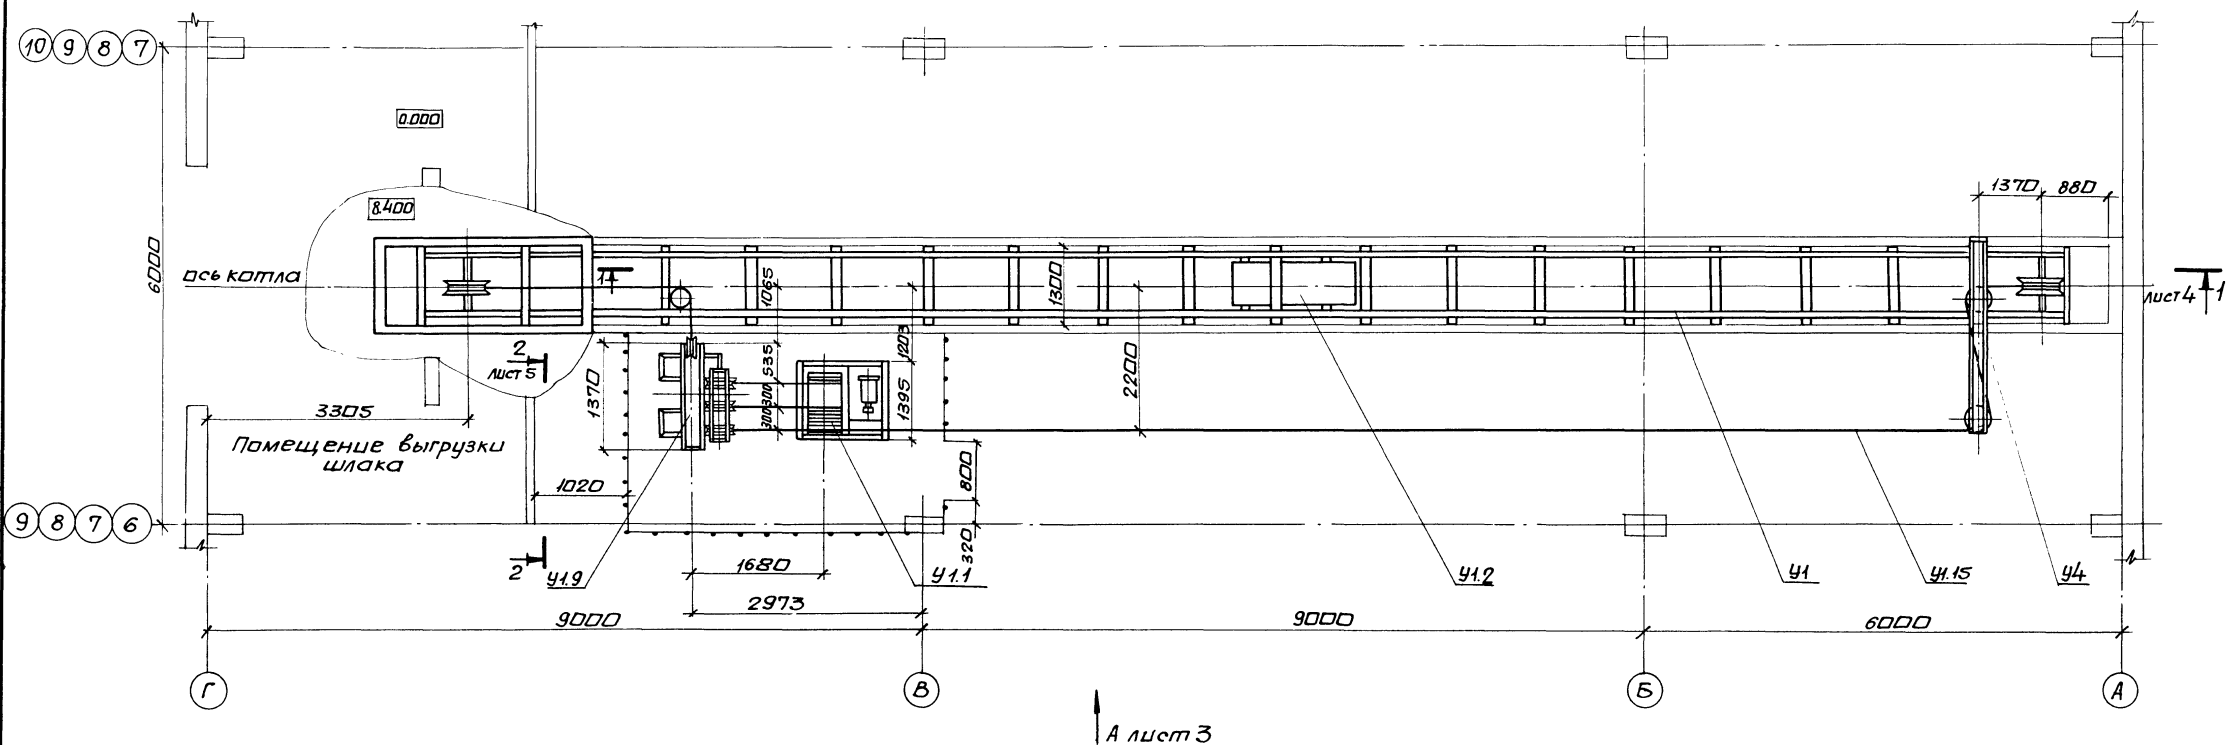 10 9 8 7
0.000
8.400
1370 880
6000
ось котла
1
1065
1300
лист 4 1
2
лист 5
535
1203
1370
300
300
1395
2200
3305
Помещение выгрузки
шлака
1020
800
9 8 7 6
320
2
У1.9
1680
У1.1
У1.2
У1
У1.15
У4
2973
9000
9000
6000
Г
В
Б
А
А лист 3